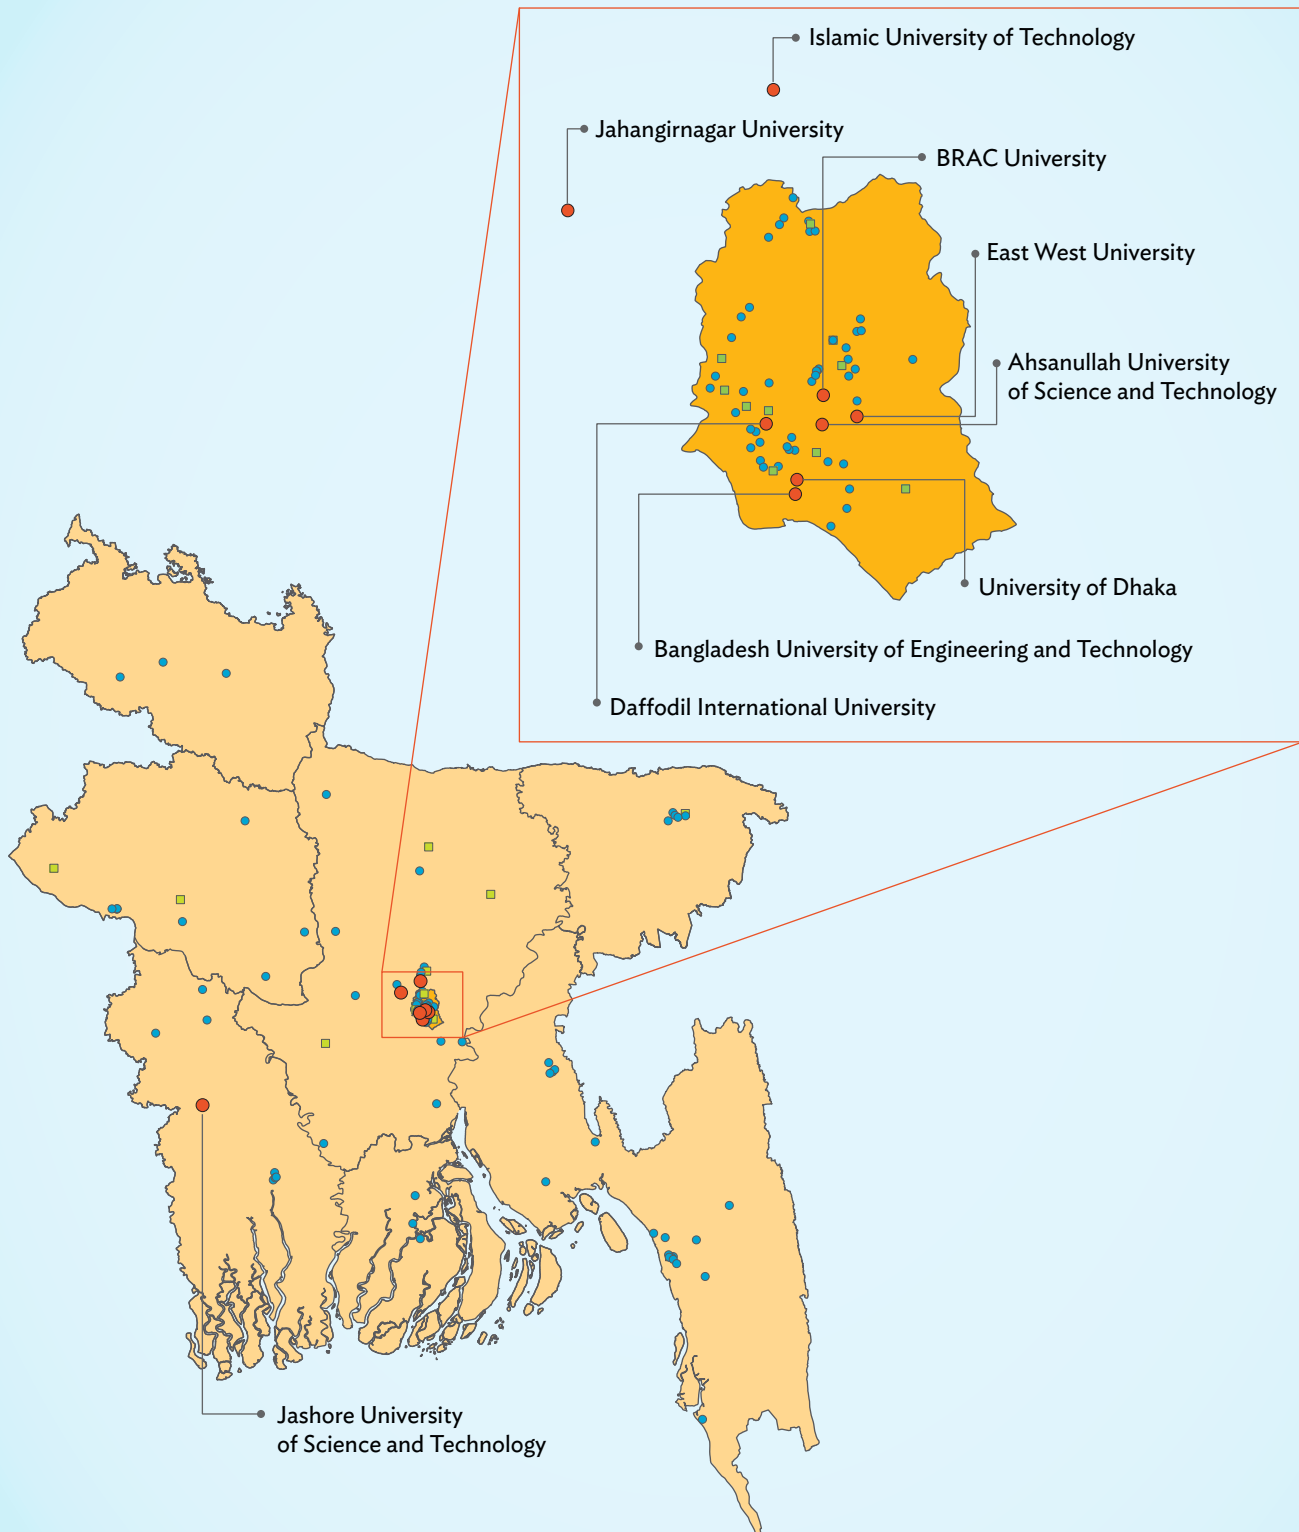 Islamic University of Technology
Jahangirnagar University
BRAC University
East West University
Ahsanullah University
of Science and Technology
University of Dhaka
Bangladesh University of Engineering and Technology
Daffodil International University
Jashore University
of Science and Technology